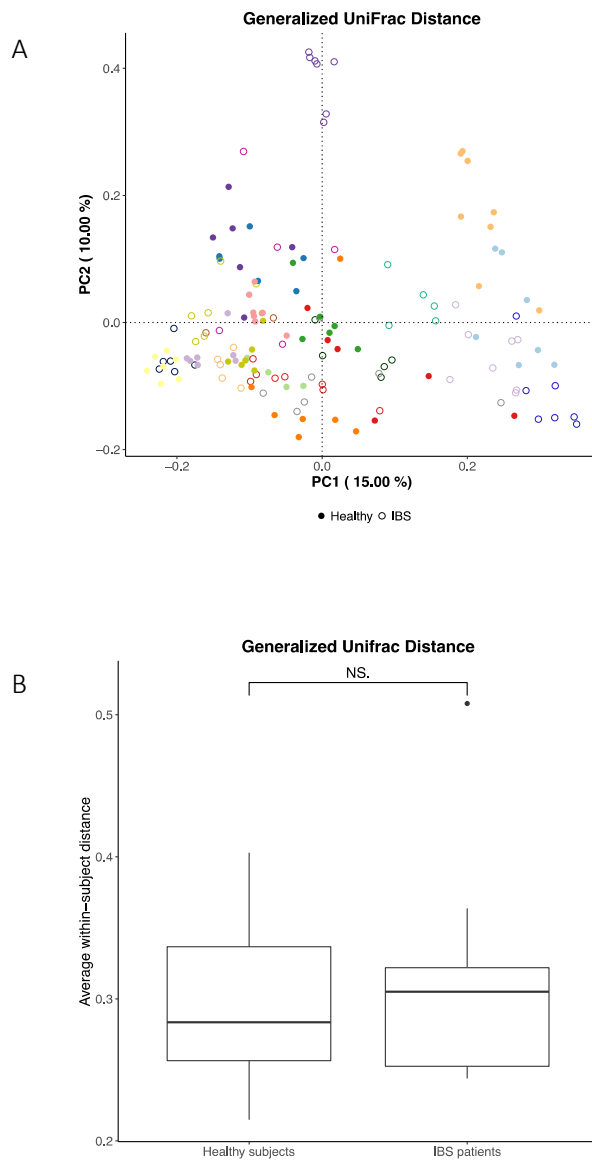 A
Generalized UniFrac Distance
PC2 ( 10.00 %)
0.4
0.2
0.0
−0.2
−0.2
0.0
0.2
PC1 ( 15.00 %)
Healthy IBS
B
Generalized Unifrac Distance
NS.
Average within−subject distance
0.5
0.4
0.3
0.2
Healthy subjects
IBS patients